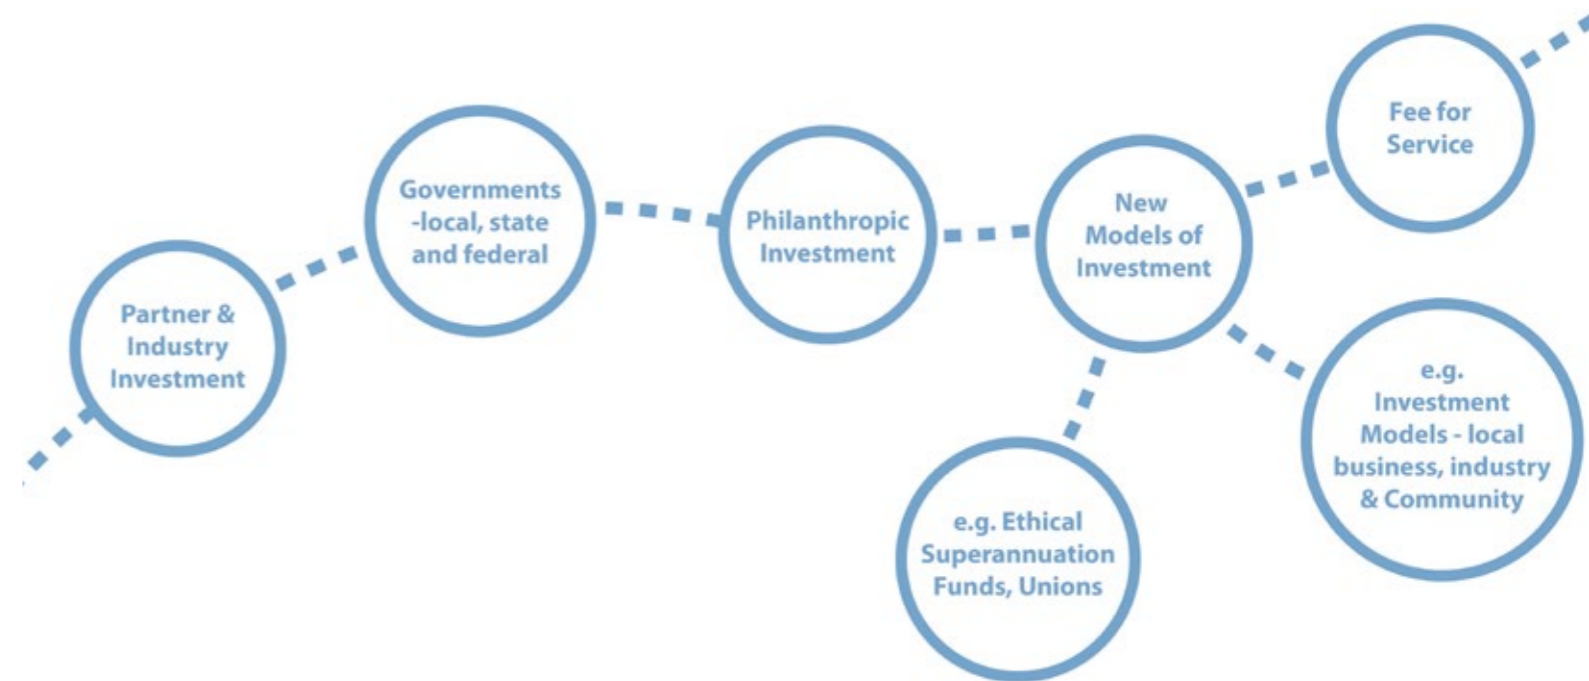 Partner &
Industry
Investment
Governments
-local, state
and federal
Philanthropic
Investment
New
Models of
Investment
Fee for
Service
e.g.
Investment
Models - local
business, industry
& Community
e.g. Ethical
Superannuation
Funds, Unions